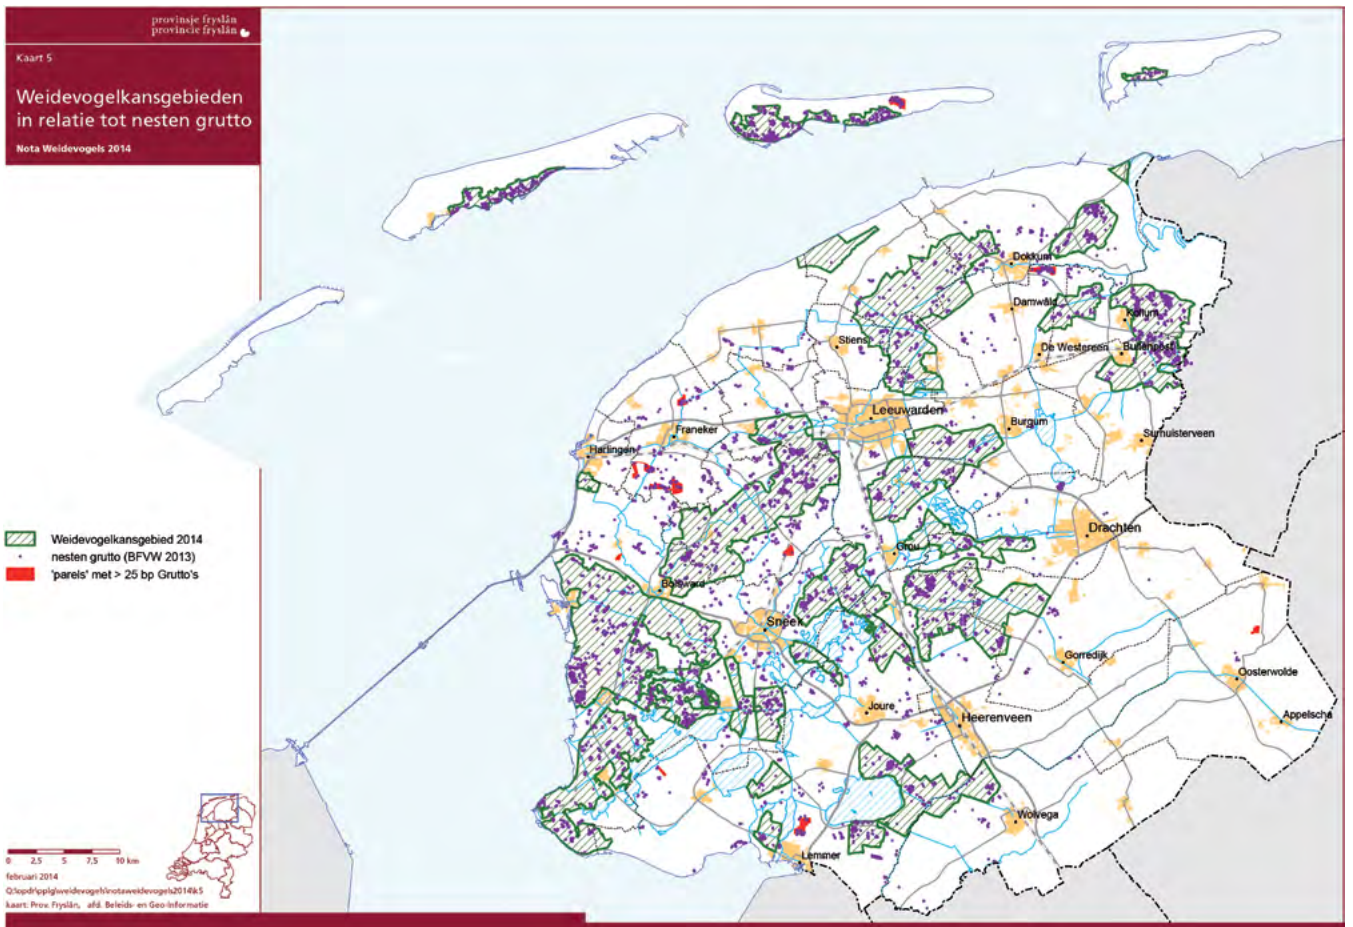 provinsje fryslân
provincie fryslân
Kaart 5
Weidevogelkansgebieden
in relatie tot nesten grutto
Nota Weidevogels 2014
Weidevogelkansgebied 2014
nesten grutto (BFVW 2013)
'parels' met > 25 bp Grutto's
0 2,5 5 7,5 10 km
februari 2014
kaart: Prov. Fryslân, afd. Beleids- en Geo-Informatie
Dokkum
Damwâld
Kollum
Stiens
De Westereen
Buitenpost
Leeuwarden
Burgum
Surhuisterveen
Franeker
Harlingen
Drachten
Grou
Bolsward
Sneek
Gorredijk
Oosterwolde
Joure
Heerenveen
Appelscha
Wolvega
Lemmer